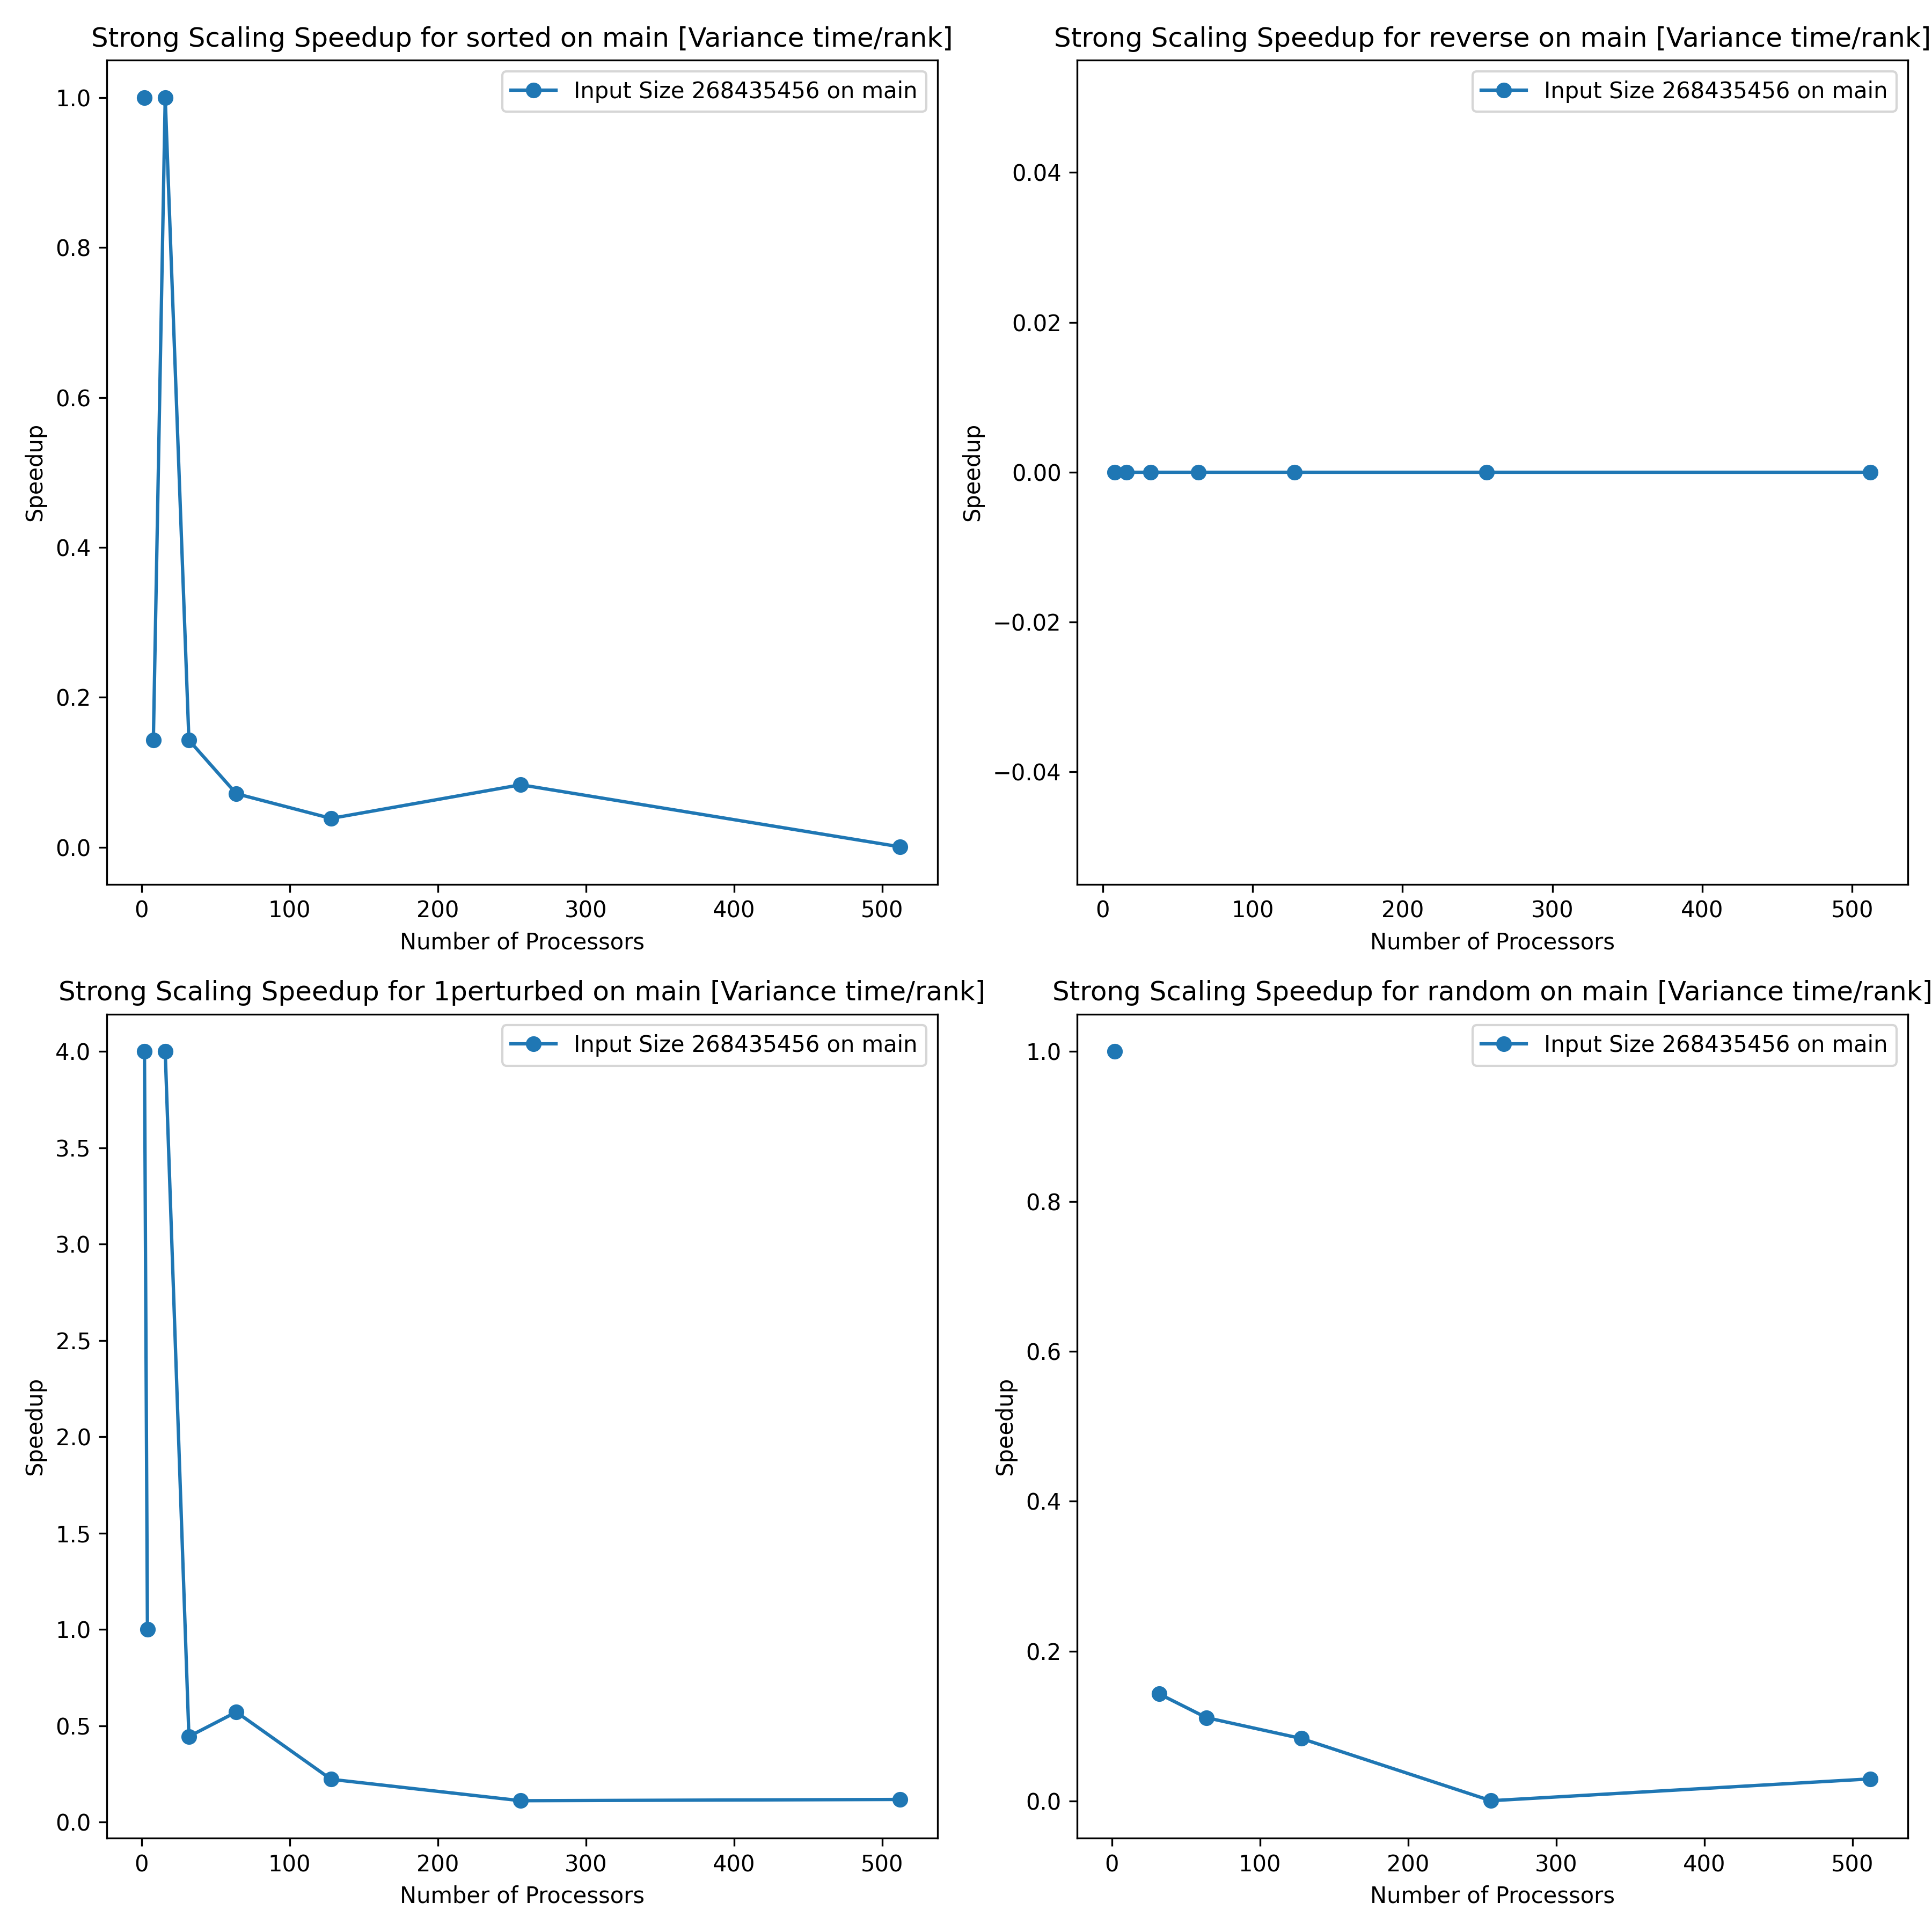 Strong Scaling Speedup for sorted on main [Variance time/rank]
Input Size 268435456 on main
1.0
0.8
0.6
0.4
0.2
0.0
Speedup
0 100 200 300 400 500
Number of Processors
Strong Scaling Speedup for reverse on main [Variance time/rank]
Input Size 268435456 on main
0.04
0.02
0.00
−0.02
−0.04
Speedup
0 100 200 300 400 500
Number of Processors
Strong Scaling Speedup for 1perturbed on main [Variance time/rank]
Input Size 268435456 on main
4.0
3.5
3.0
2.5
2.0
1.5
1.0
0.5
0.0
Speedup
0 100 200 300 400 500
Number of Processors
Strong Scaling Speedup for random on main [Variance time/rank]
Input Size 268435456 on main
1.0
0.8
0.6
0.4
0.2
0.0
Speedup
0 100 200 300 400 500
Number of Processors